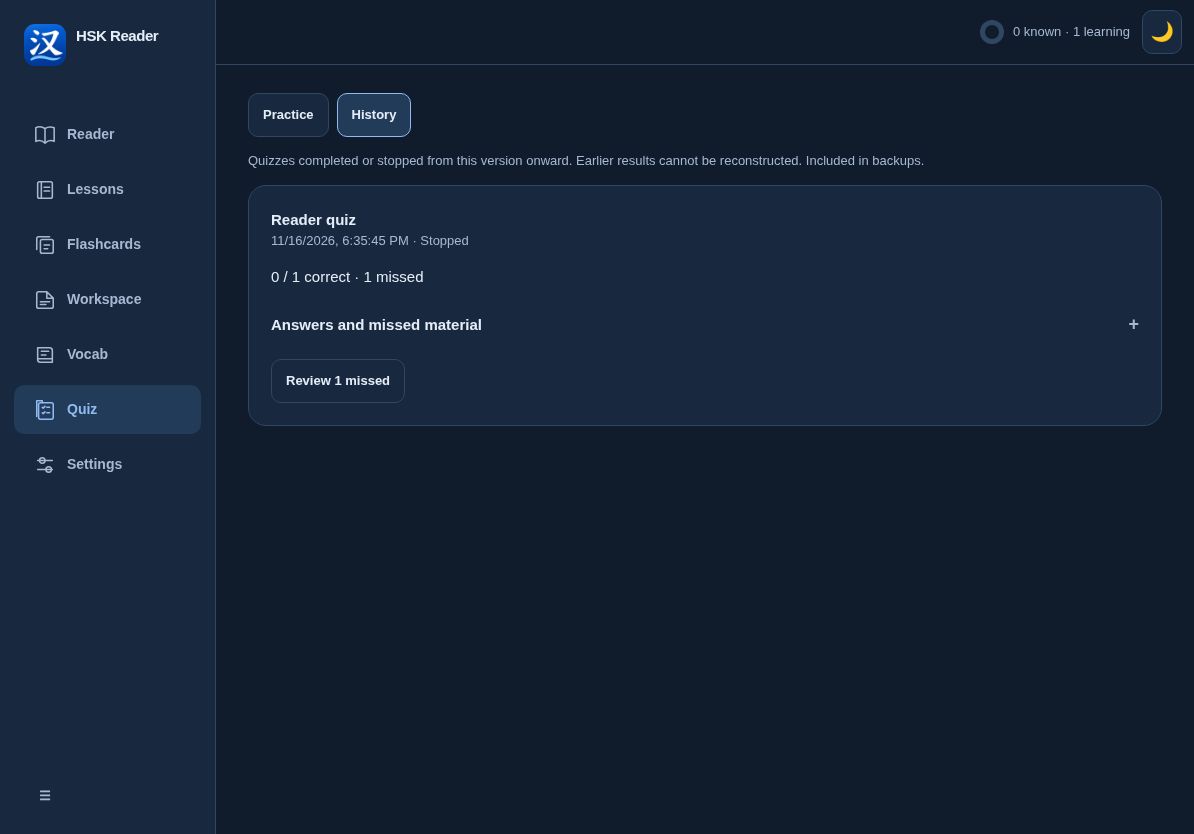 汉
HSK Reader
0 known · 1 learning
Reader
Lessons
Flashcards
Workspace
Vocab
Quiz
Settings
Practice
History
Quizzes completed or stopped from this version onward. Earlier results cannot be reconstructed. Included in backups.
Reader quiz
11/16/2026, 6:35:45 PM · Stopped
0 / 1 correct · 1 missed
Answers and missed material +
Review 1 missed